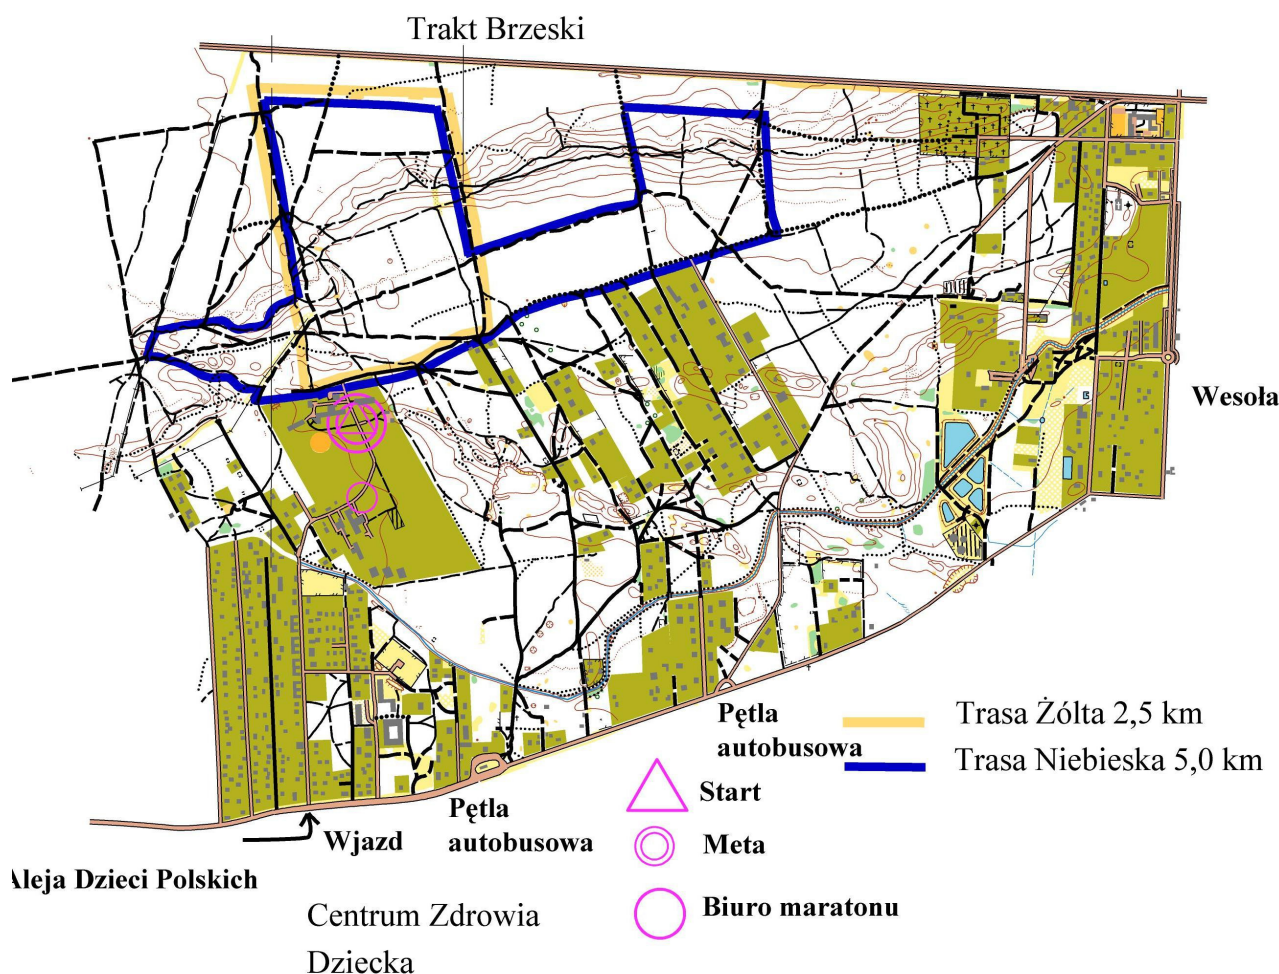 Trakt Brzeski
Wesoła
Pętla
autobusowa
Trasa Żólta 2,5 km
Trasa Niebieska 5,0 km
Start
Pętla
autobusowa
Wjazd
Meta
Aleja Dzieci Polskich
Biuro maratonu
Centrum Zdrowia
Dziecka